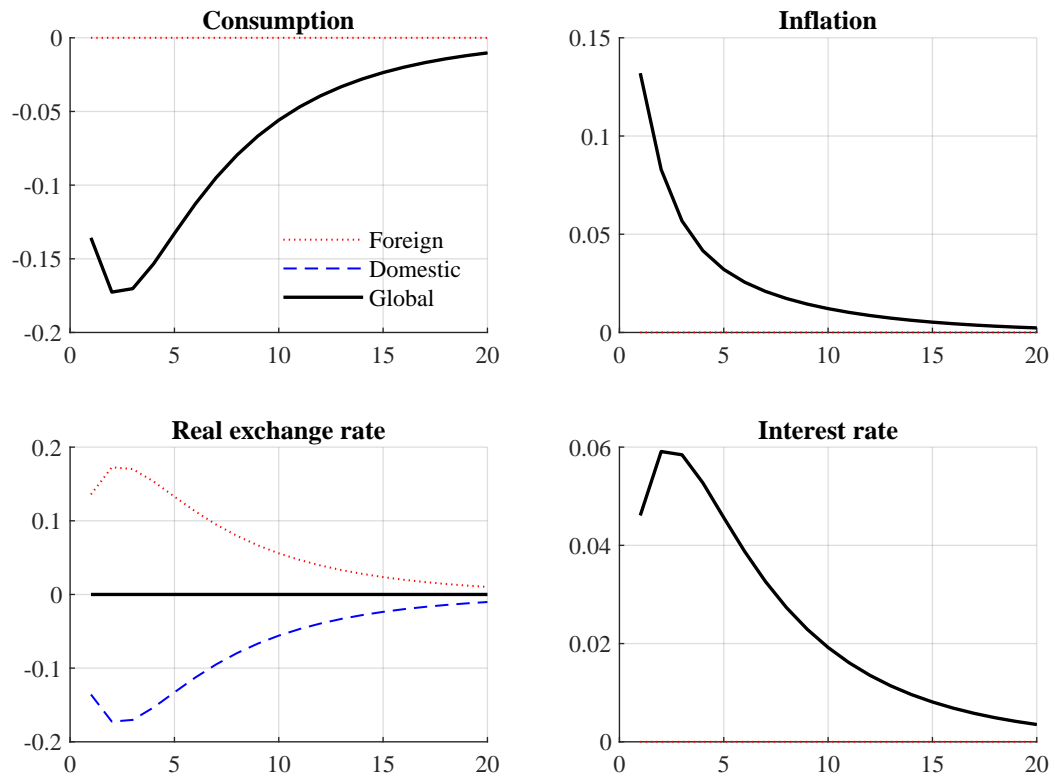 Consumption
0
-0.05
-0.1
-0.15
-0.2
0 5 10 15 20
Foreign
Domestic
Global
Inflation
0.15
0.1
0.05
0
0 5 10 15 20
Real exchange rate
0.2
0.1
0
-0.1
-0.2
0 5 10 15 20
Interest rate
0.06
0.04
0.02
0
0 5 10 15 20